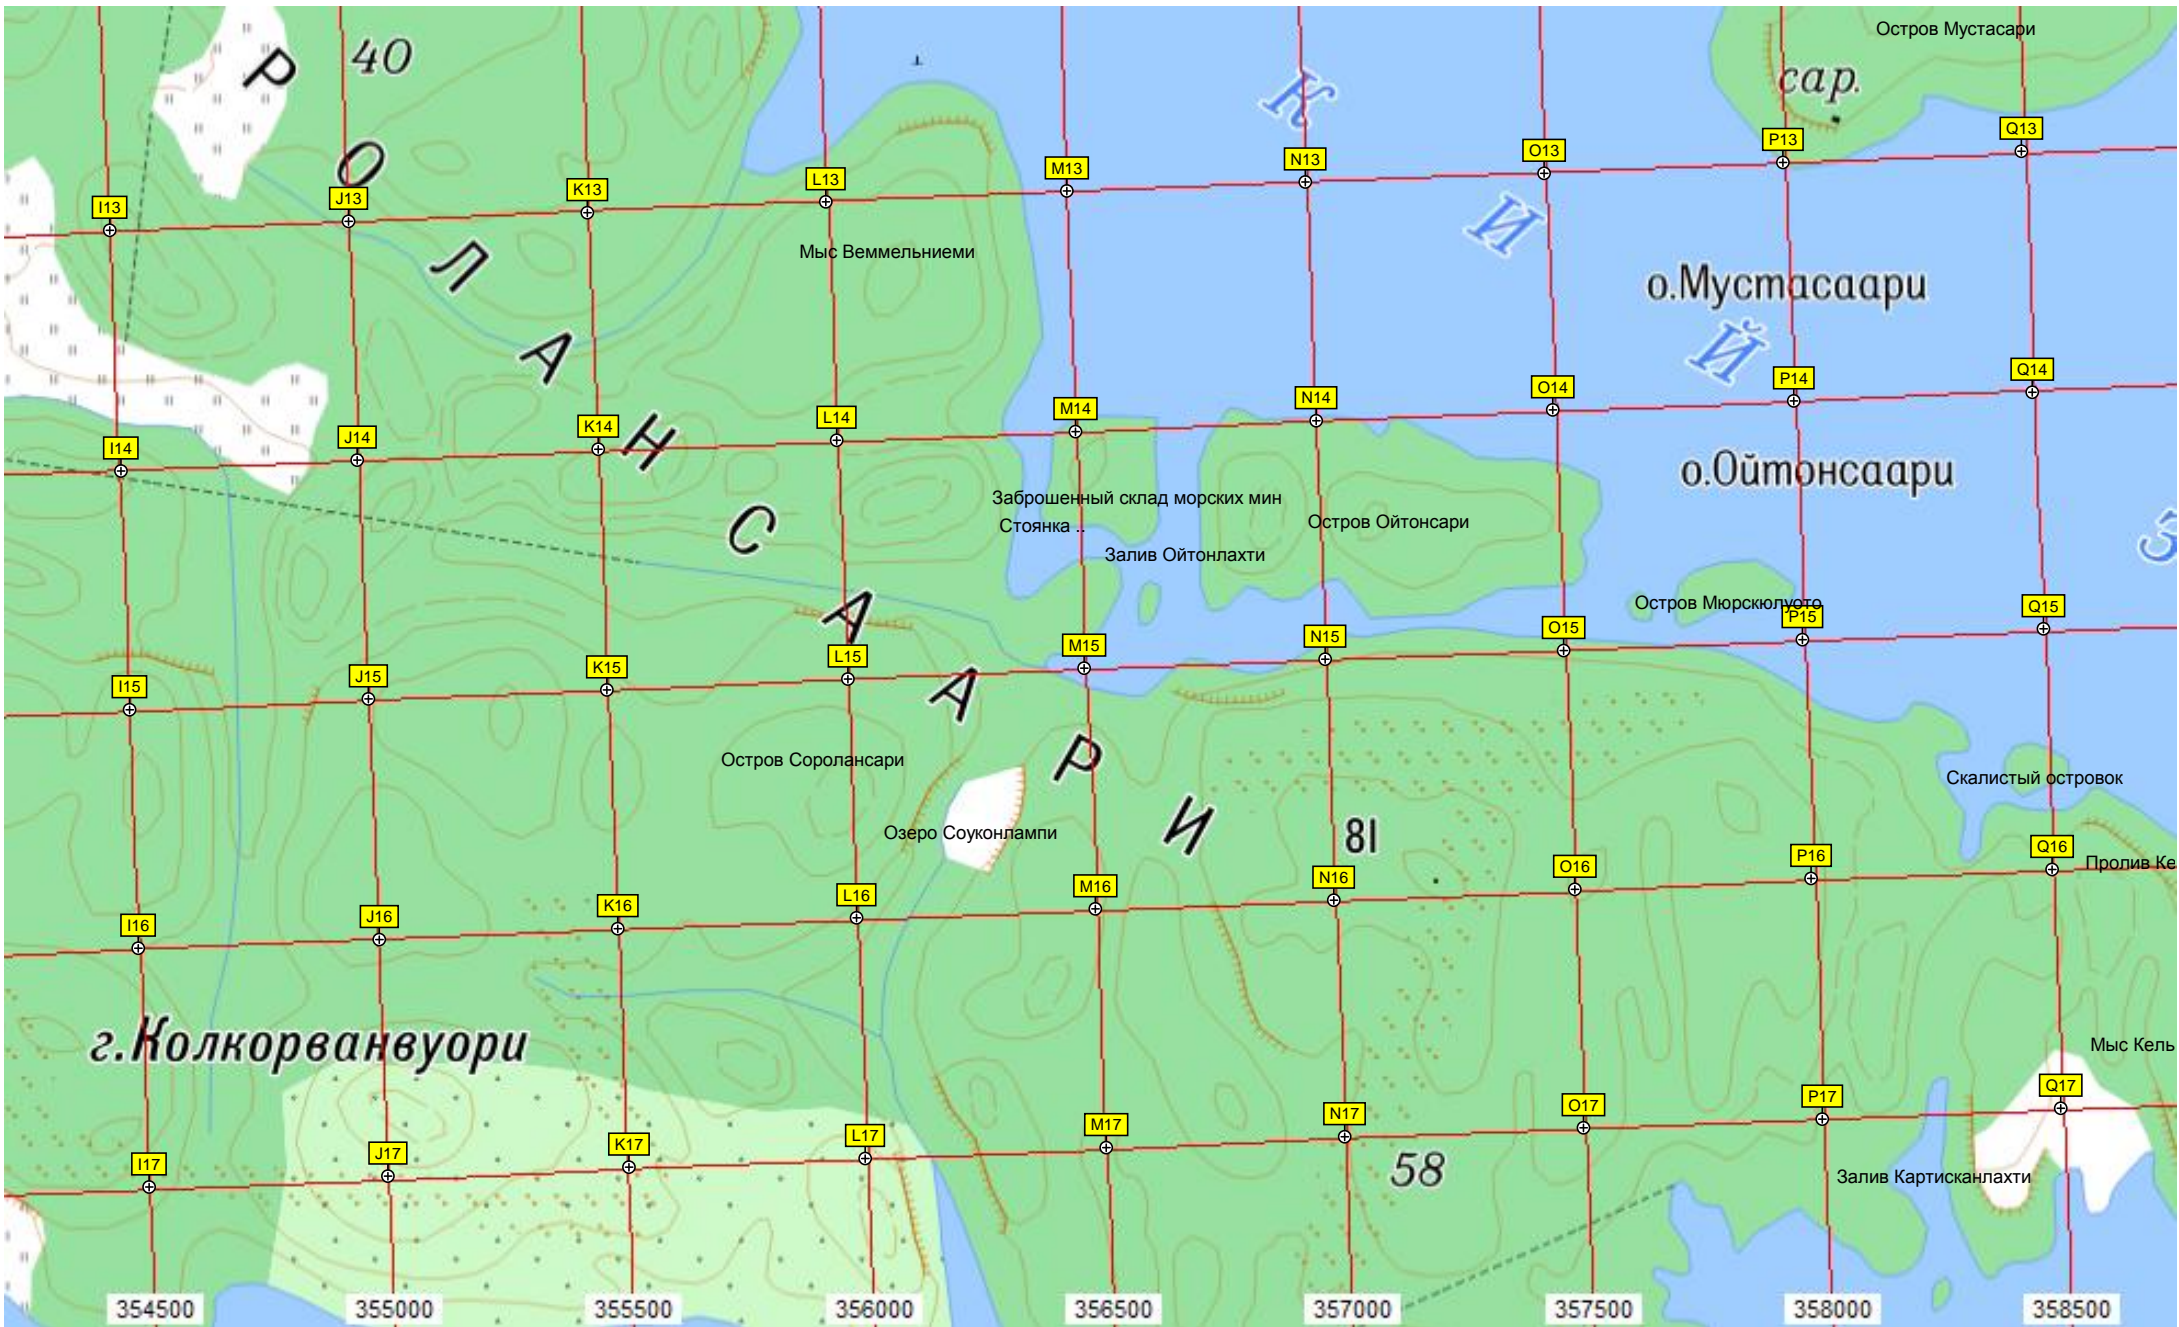 Остров Мустасари
40
сар.
Р
О
Л
А
Н
С
А
А
Р
И
К
И
Й
З
I13
J13
K13
L13
M13
N13
O13
P13
Q13
Мыс Веммельниеми
о.Мустасаари
I14
J14
K14
L14
M14
N14
O14
P14
Q14
о.Ойтонсаари
Заброшенный склад морских мин
Стоянка ..
Остров Ойтонсари
Залив Ойтонлахти
Остров Мюрсклуото
I15
J15
K15
L15
M15
N15
O15
P15
Q15
Остров Соролансари
Скалистый островок
Озеро Соуконлампи
81
I16
J16
K16
L16
M16
N16
O16
P16
Q16
Пролив Ке
г.Колкорванвуори
Мыс Кель
I17
J17
K17
L17
M17
N17
O17
P17
Q17
58
Залив Картисканлахти
354500
355000
355500
356000
356500
357000
357500
358000
358500